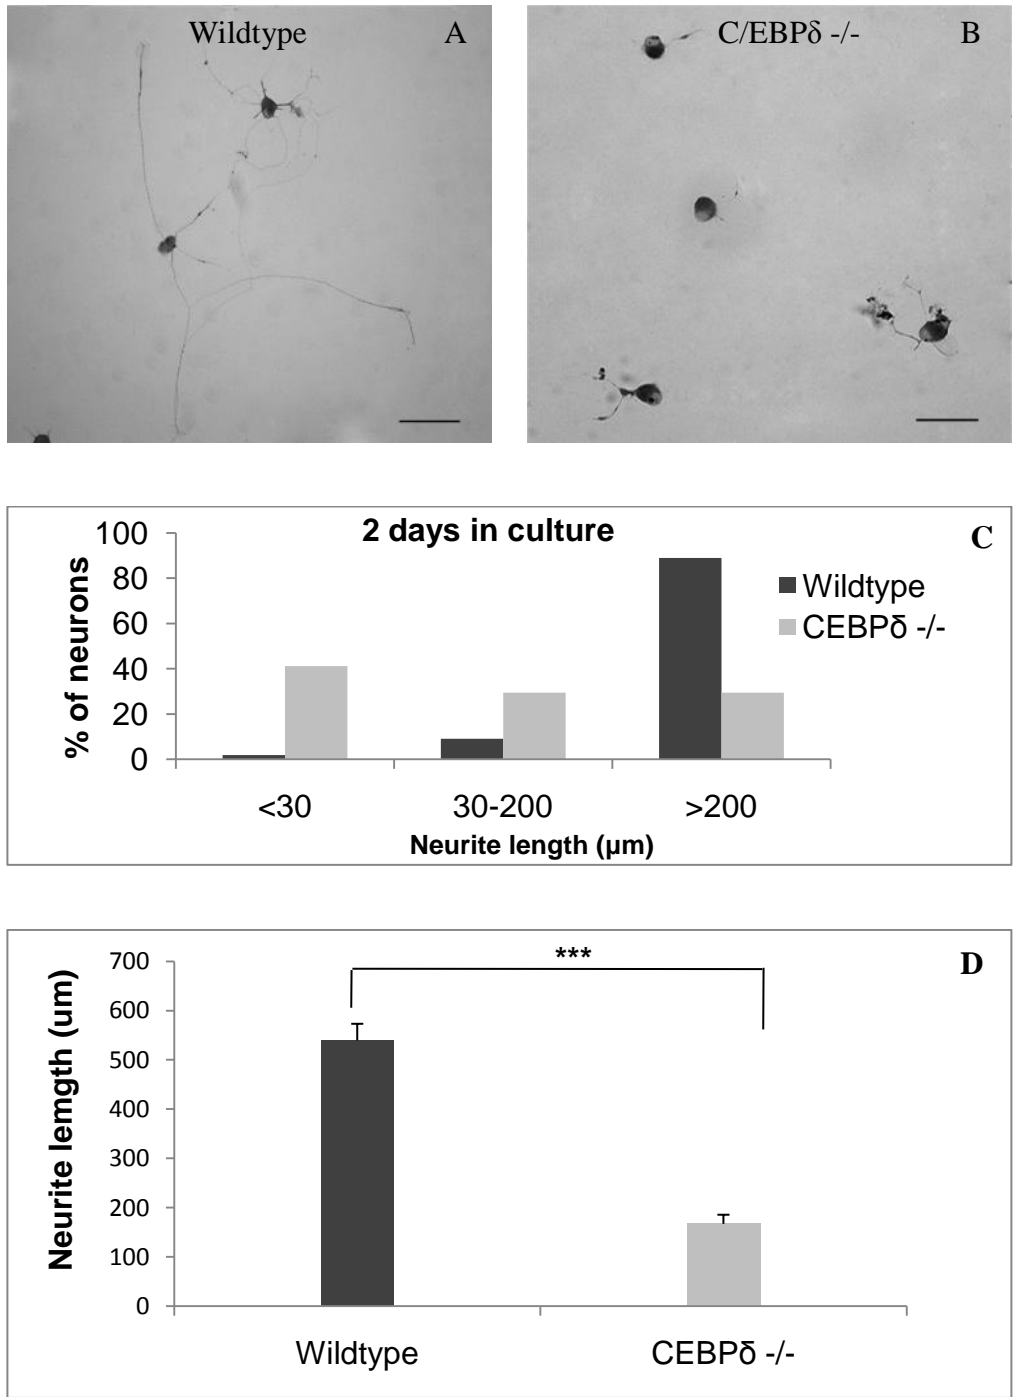 Wildtype A
C/EBPδ -/- B
2 days in culture C
% of neurons
100
80
60
40
20
0
Wildtype
CEBPδ -/-
<30 30-200 >200
Neurite length (µm)
D
***
Neurite lemgth (um)
700
600
500
400
300
200
100
0
Wildtype CEBPδ -/-